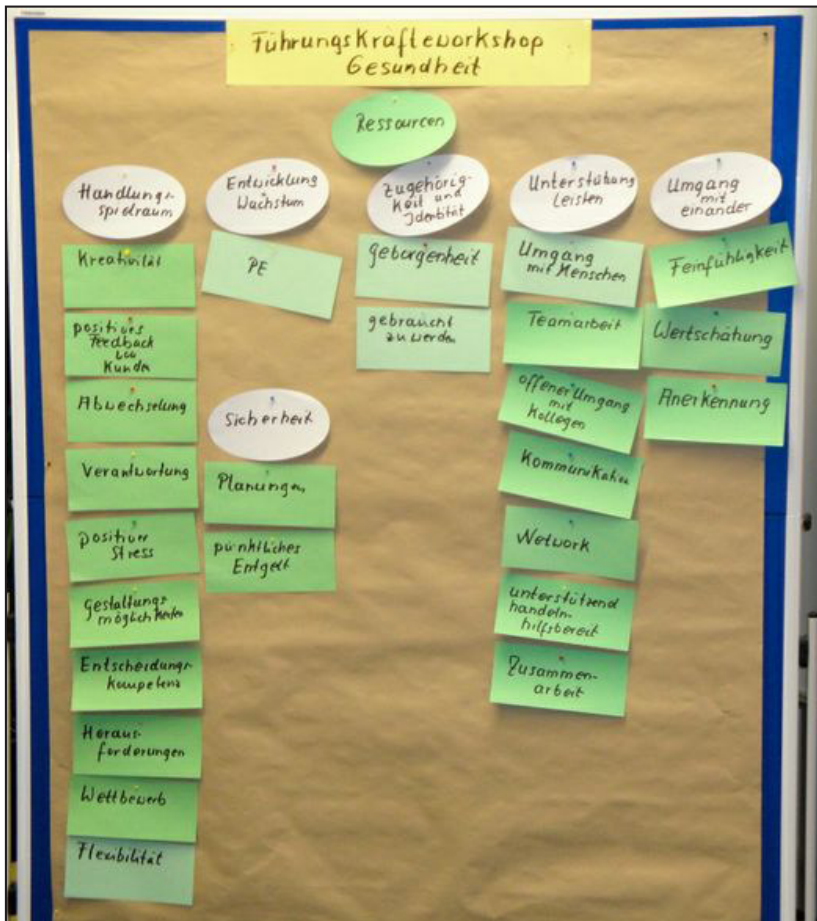 Führungskräfteworkshop
Gesundheit
Ressourcen
Handlungs-
spielraum
Kreativität
positives
Feedback
Kunden
Abwechselung
Verantwortung
positiver
Stress
Gestaltungs
möglichkeiten
Entscheidungs-
kompetenz
Heraus-
forderungen
Wettbewerb
Flexibilität
Entwicklung
Wachstum
PE
Sicherheit
Planungen
pünktliches
Entgelt
Zugehörig-
keit und
Identität
Geborgenheit
gebraucht
zu werden
Unterstützung
Leisten
Umgang
mit Menschen
Teamarbeit
offener Umgang
mit
Kollegen
Kommunikation
Network
unterstützend
handeln
hilfsbereit
Zusammen-
arbeit
Umgang
mit
einander
Feinfühligkeit
Wertschätzung
Anerkennung